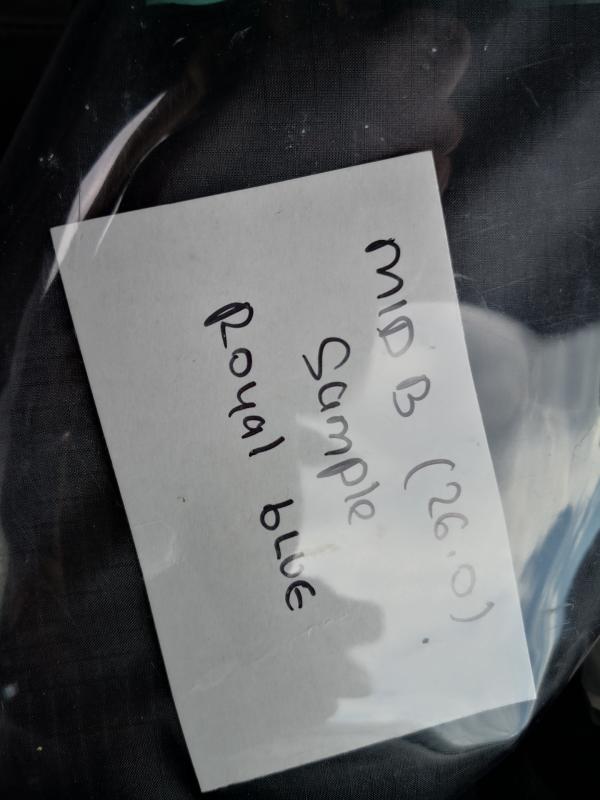 MID B (26.0)
Sample
Royal bLUE